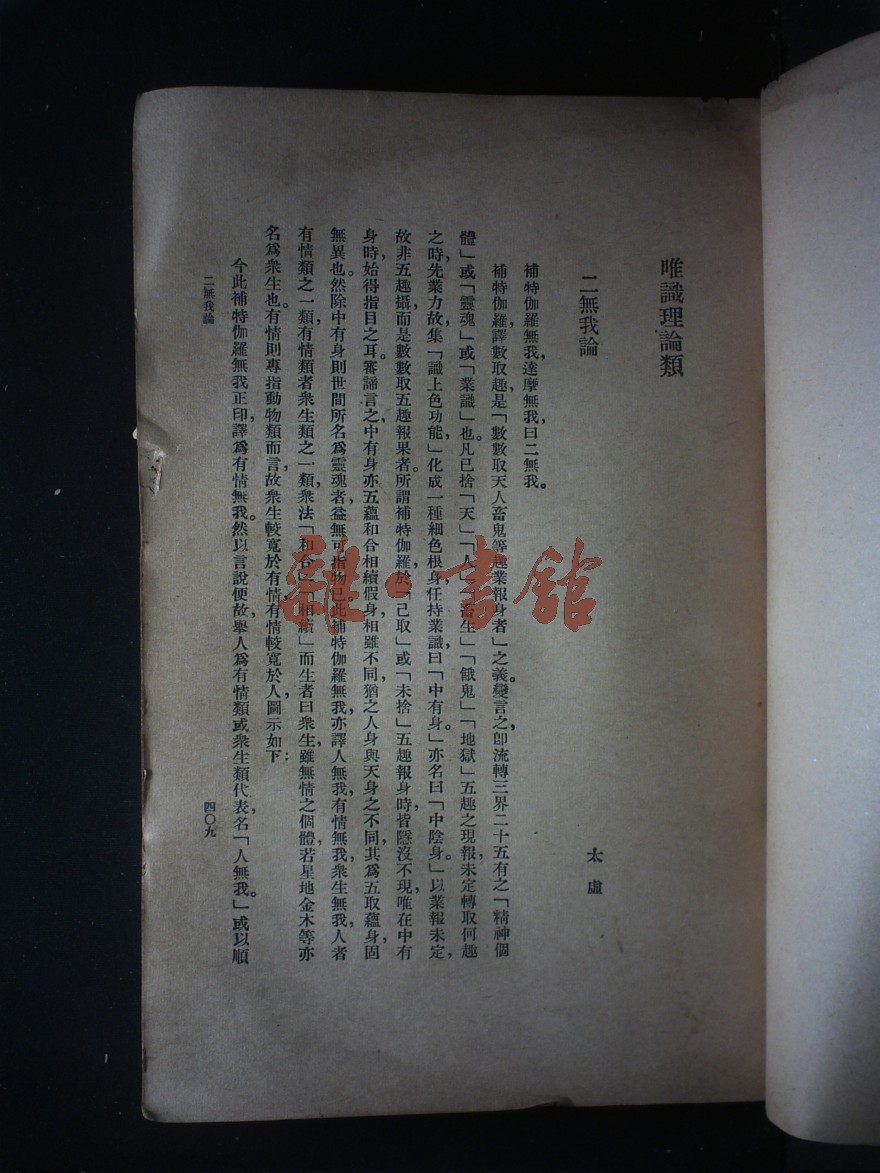 唯識理論類
二無我論
太虛
補特伽羅無我，達摩無我，曰二無我。
補特伽羅，譯數取趣，是「數數取天人畜鬼等趣業報身者」之義。變言之，卽流轉三界二十五有之「精神個
體」或「靈魂」或「業識」也。凡已捨「天」「人」「畜生」「餓鬼」「地獄」五趣之現報，未定轉取何趣
之時，先業力故，集「識上色功能」化成一種細色根身，任持業識，曰「中有身。」亦名曰「中陰身。」以業報未定，
故非五趣攝，而是數數取五趣報果者。所謂補特伽羅，於「已取」或「未捨」五趣報身時，皆隱沒不現，唯在中有
身時，始得指目之耳。審諦言之，中有身亦五蘊和合相續假身，相雖不同，猶之人身與天身之不同，其爲五取蘊身，固
無異也。然除中有身，則世間所名爲靈魂者，益無可指物已。此補特伽羅無我，亦譯人無我，有情無我，衆生無我。人者，
有情類之一類，有情類者，衆生類之一類，衆法「和合」「相續」而生者曰衆生，雖無情之個體，若星地金木等，亦
名爲衆生也。有情則專指動物類而言，故衆生較寬於有情，有情較寬於人，圖示如下：
今此補特伽羅無我，正印譯爲有情無我。然以言說便故，舉人爲有情類或衆生類代表，名「人無我。」或以順
二無我論
四〇九
雜·書館